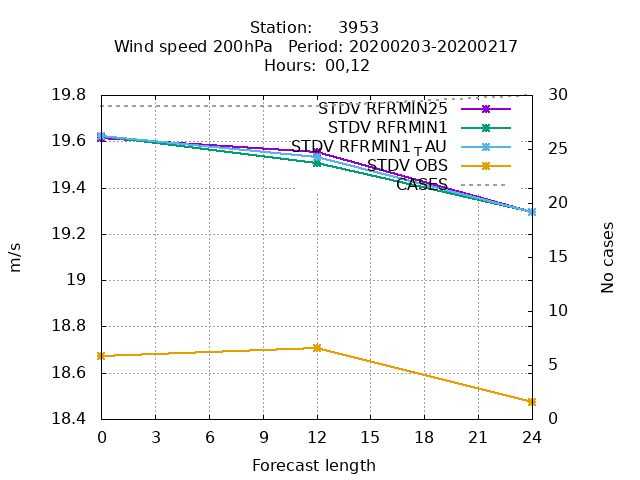 Station: 3953
Wind speed 200hPa Period: 20200203-20200217
Hours: 00,12
19.8
19.6
19.4
19.2
19
18.8
18.6
18.4
m/s
STDV RFRMIN25
STDV RFRMIN1
STDV RFRMIN1TAU
STDV OBS
CASES
30
25
20
15
10
5
0
No cases
0 3 6 9 12 15 18 21 24
Forecast length